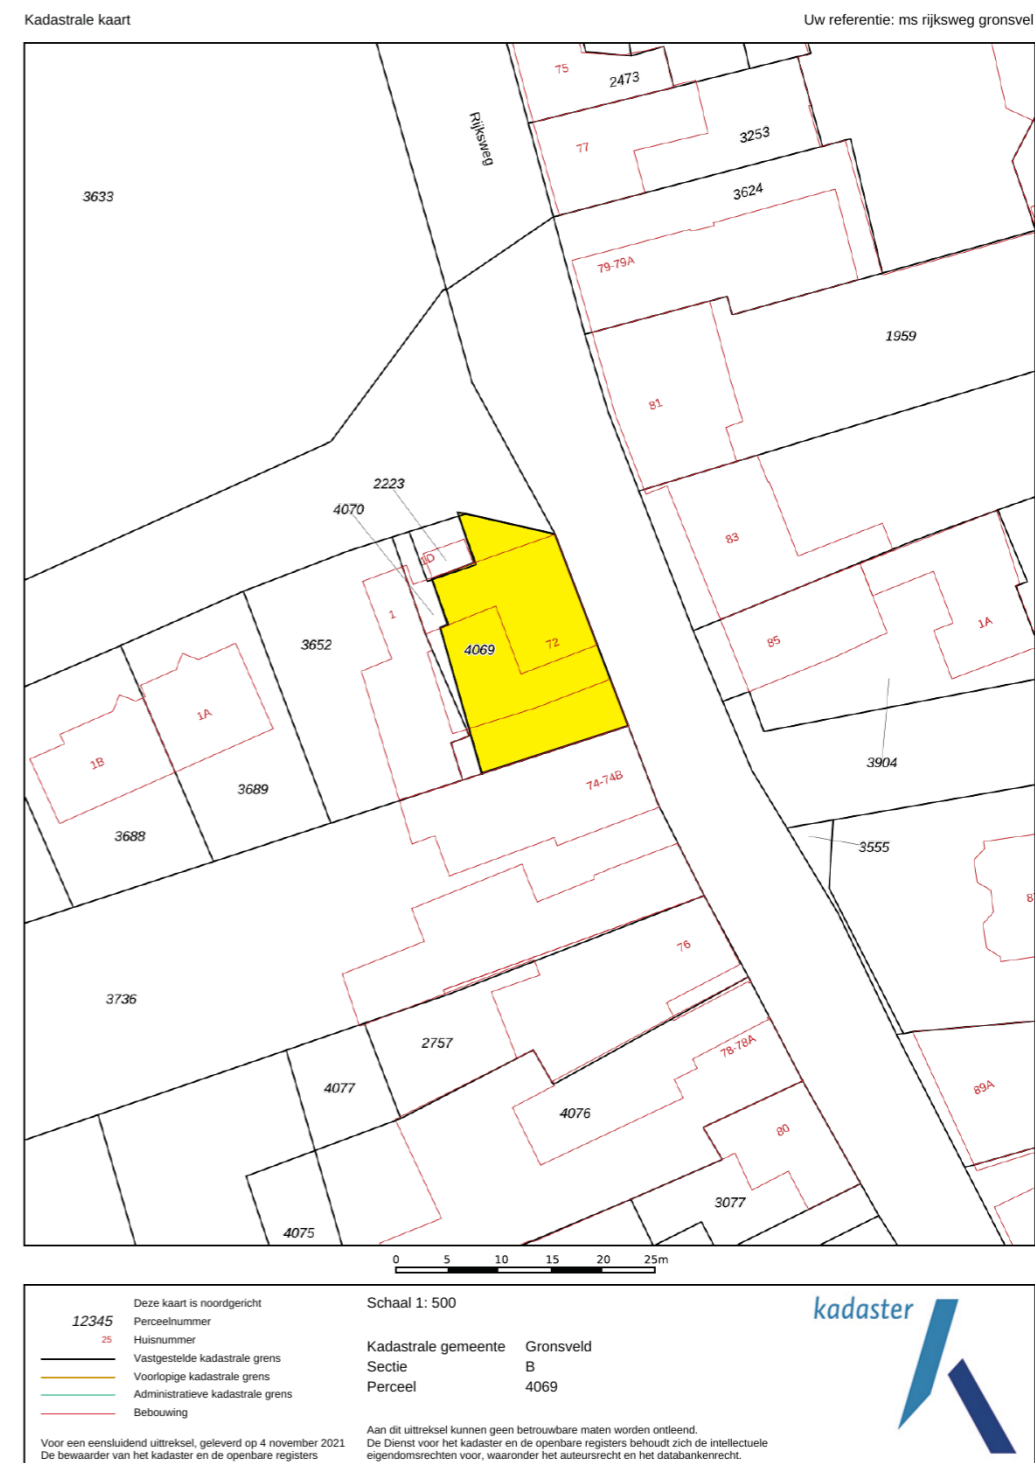 Kadastrale kaart
Uw referentie: ms rijksweg gronsvel
75
2473
Rijksweg
77
3253
3633
3624
79-79A
1959
81
2223
4070
83
1D
1
3652
4069
72
85
1A
1A
1B
3904
74-74B
3689
3688
3555
76
3736
2757
78-78A
4077
89A
4076
80
3077
4075
0 5 10 15 20 25m
Deze kaart is noordgericht
12345 Perceelnummer
25 Huisnummer
Vastgestelde kadastrale grens
Voorlopige kadastrale grens
Administratieve kadastrale grens
Bebouwing
Schaal 1: 500
Kadastrale gemeente Gronsveld
Sectie B
Perceel 4069
kadaster
Voor een eensluidend uittreksel, geleverd op 4 november 2021
De bewaarder van het kadaster en de openbare registers
Aan dit uittreksel kunnen geen betrouwbare maten worden ontleend.
De Dienst voor het kadaster en de openbare registers behoudt zich de intellectuele
eigendomsrechten voor, waaronder het auteursrecht en het databankenrecht.